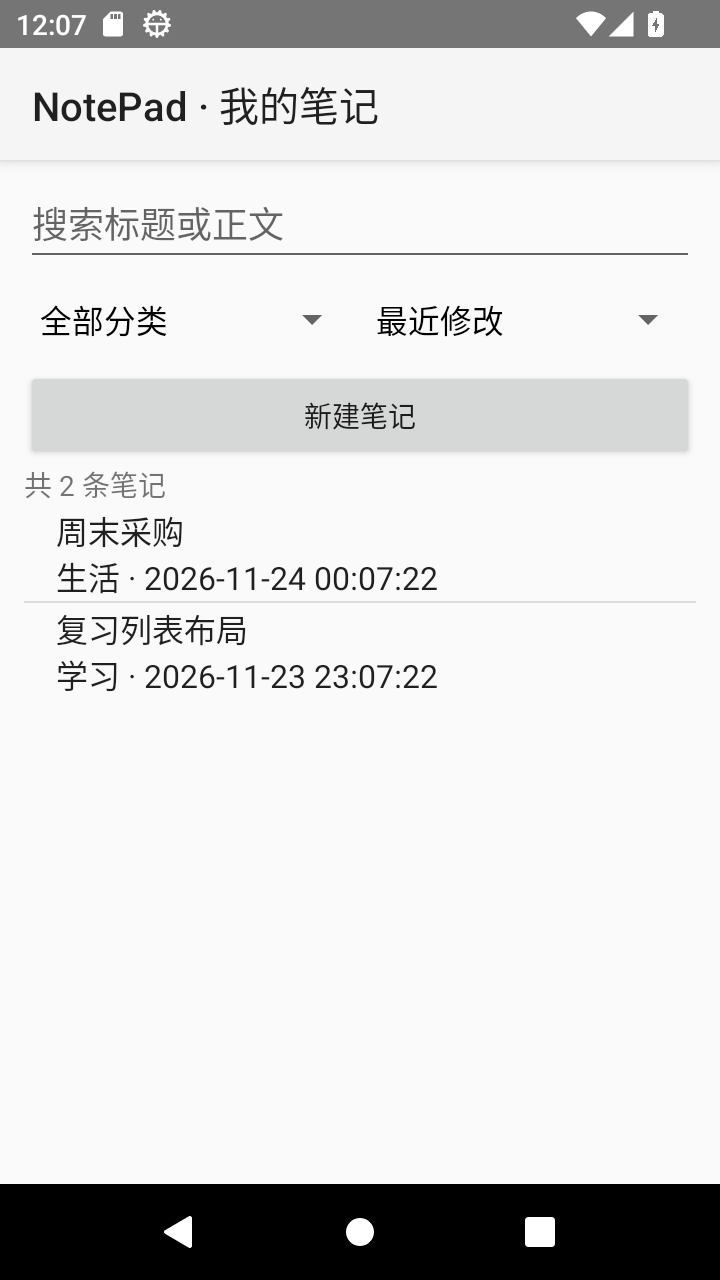 12:07
NotePad · 我的笔记
搜索标题或正文
全部分类
最近修改
新建笔记
共 2 条笔记
周末采购
生活 · 2026-11-24 00:07:22
复习列表布局
学习 · 2026-11-23 23:07:22